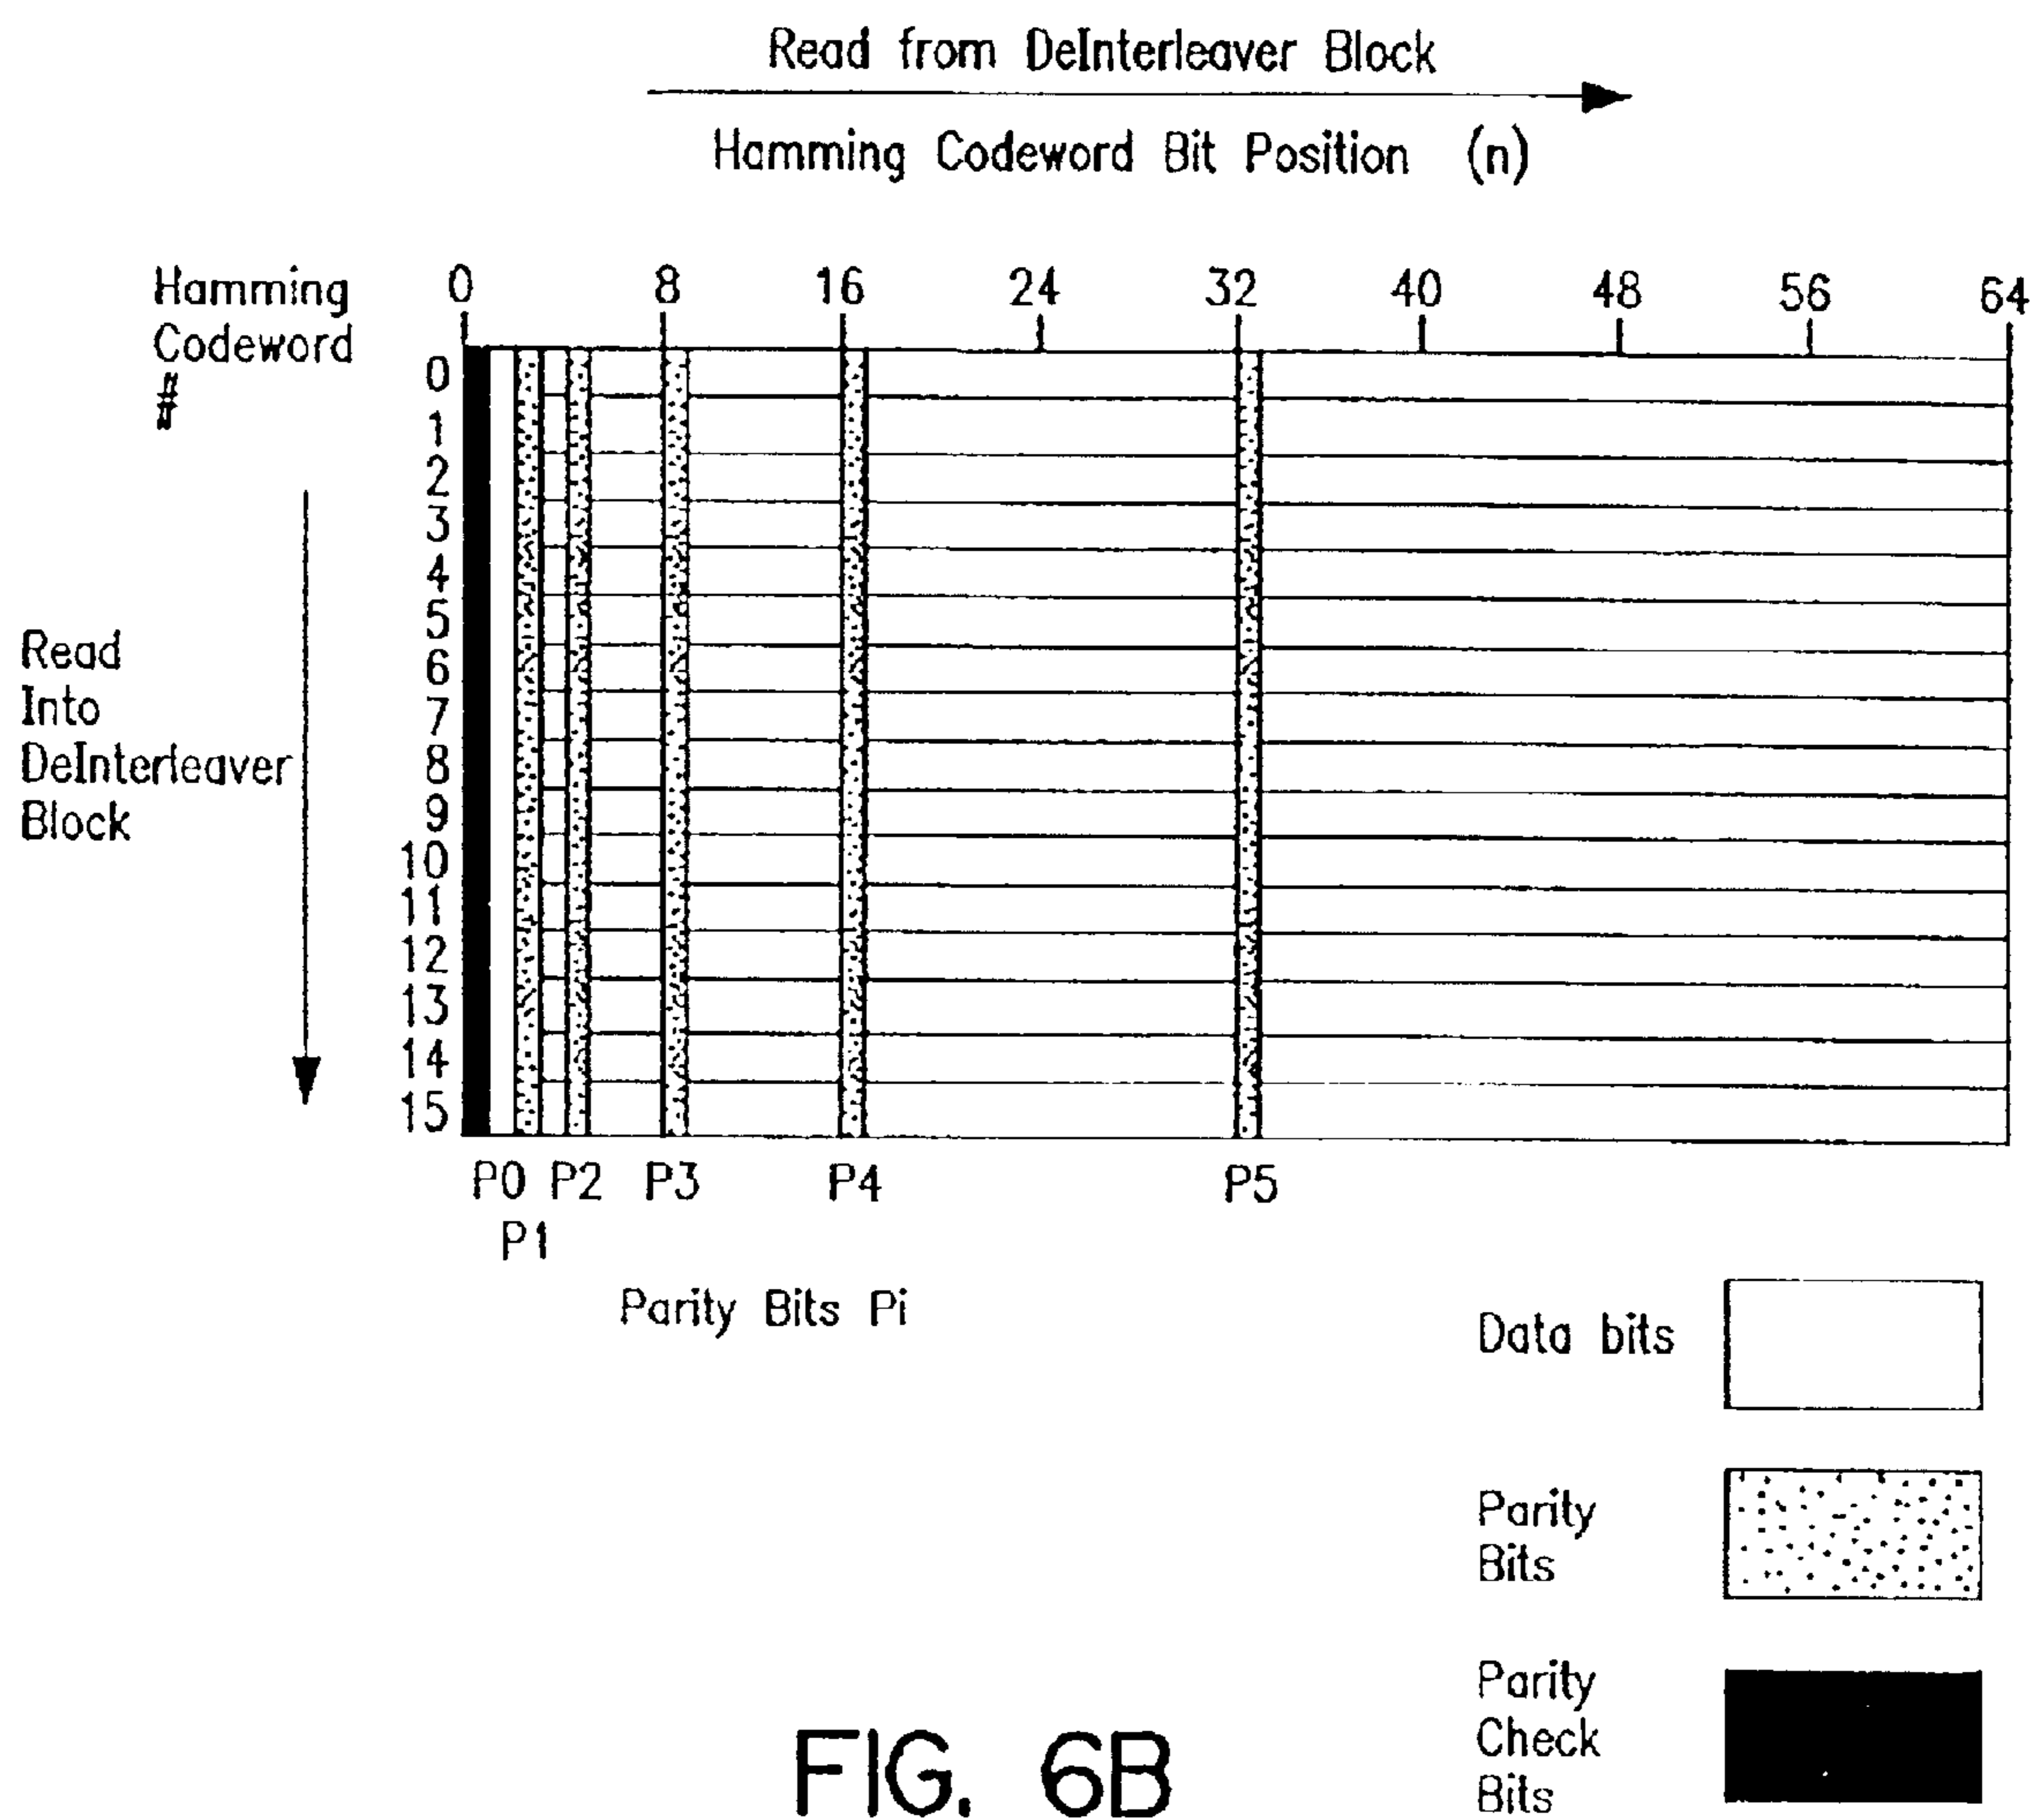 Read from DeInterleaver Block
Hamming Codeword Bit Position (n)
Hamming
Codeword
#
0 8 16 24 32 40 48 56 64
0
1
2
3
4
5
6
7
8
9
10
11
12
13
14
15
Read
Into
DeInterleaver
Block
P0 P2 P3 P4 P5
P1
Parity Bits Pi
Data bits
Parity
Bits
Parity
Check
Bits
FIG. 6B